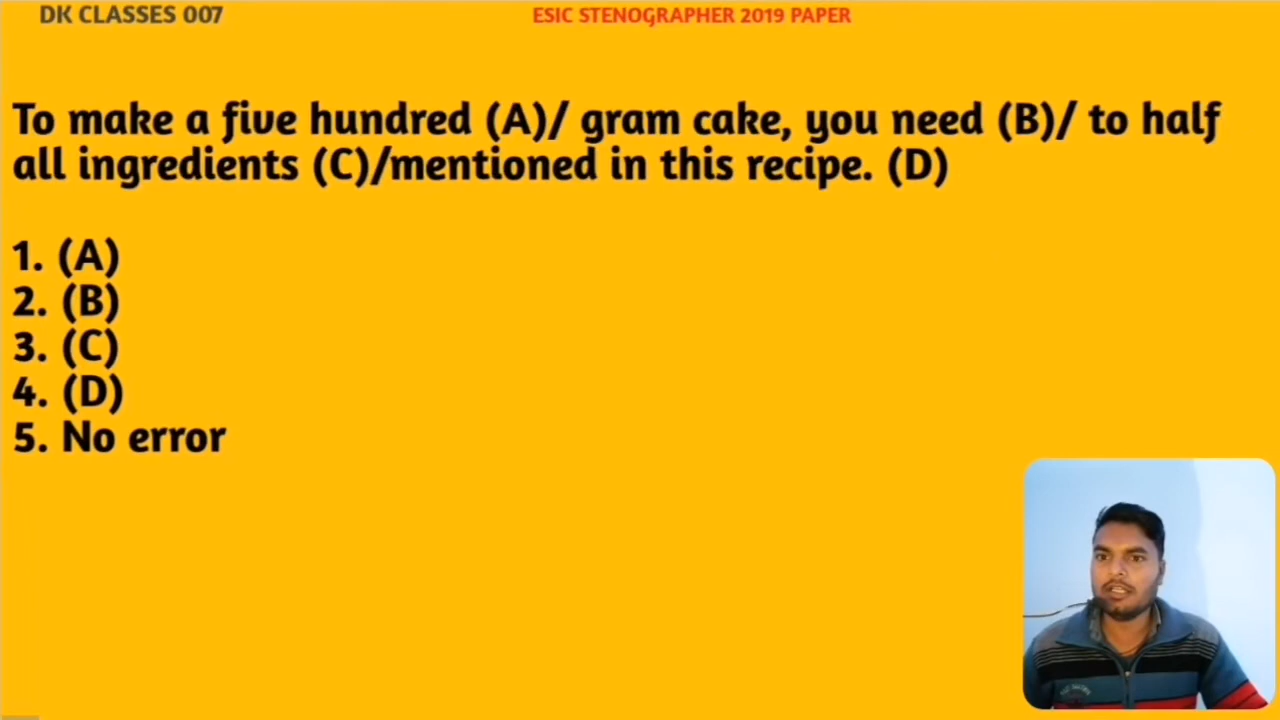 DK CLASSES 007
ESIC STENOGRAPHER 2019 PAPER
To make a five hundred (A)/ gram cake, you need (B)/ to half
all ingredients (C)/mentioned in this recipe. (D)
1. (A)
2. (B)
3. (C)
4. (D)
5. No error